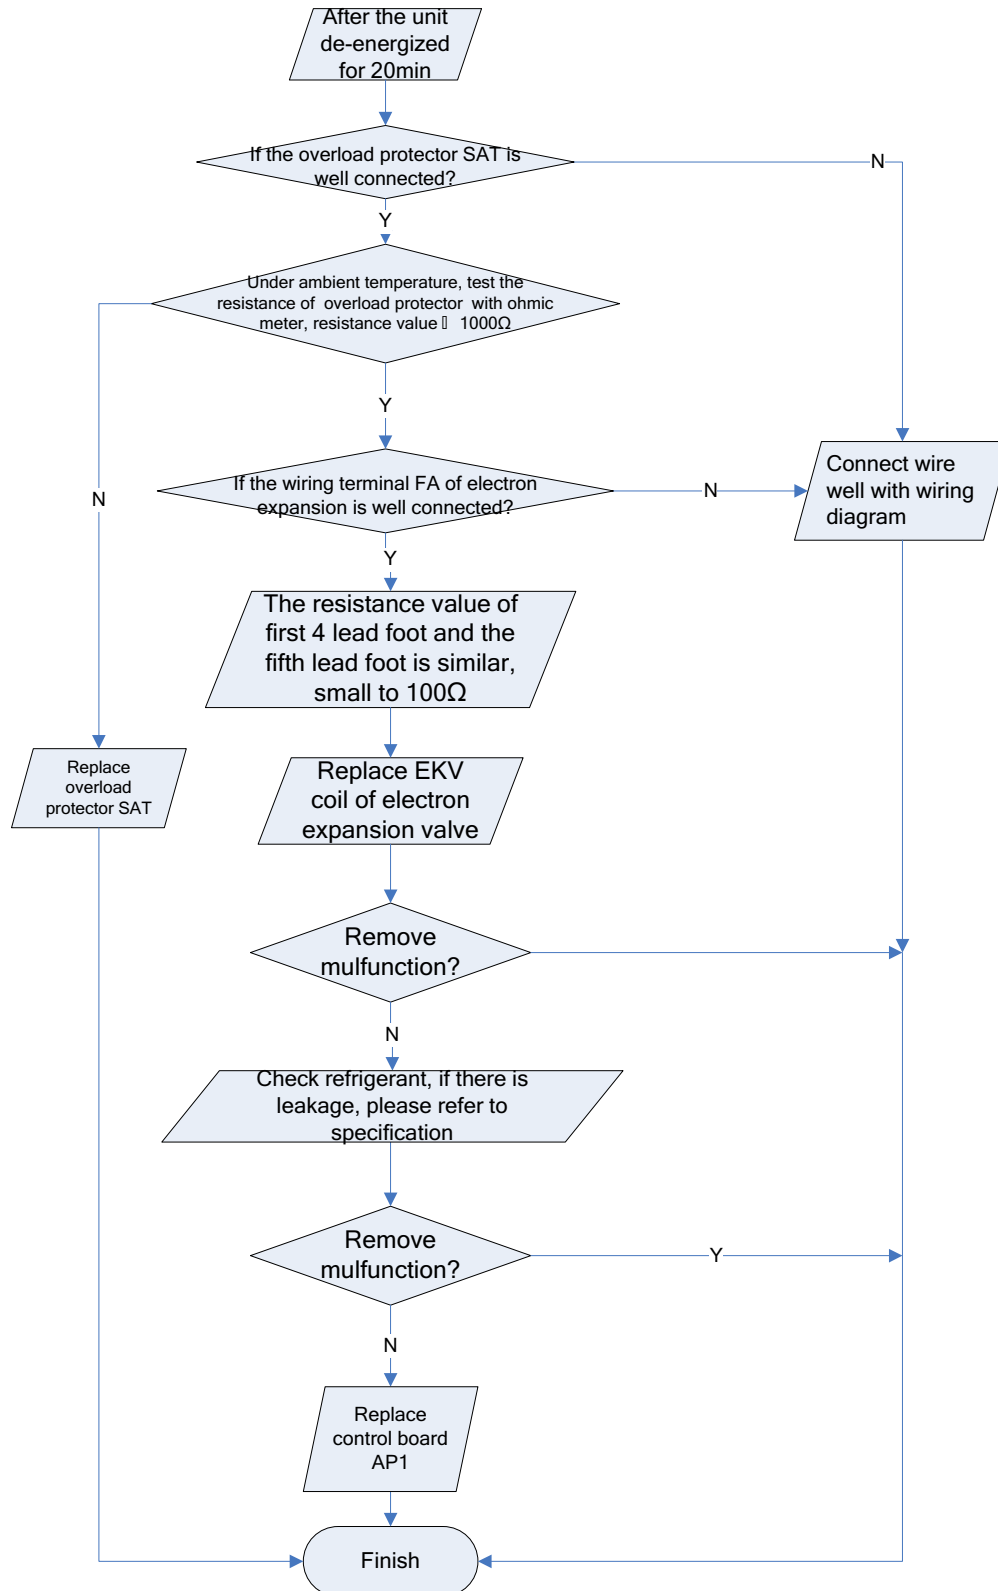 After the unit
de-energized
for 20min
If the overload protector SAT is
well connected?
N
Y
Under ambient temperature, test the
resistance of overload protector with ohmic
meter, resistance value ▯ 1000Ω
Y
N
If the wiring terminal FA of electron
expansion is well connected?
N
Connect wire
well with wiring
diagram
Y
The resistance value of
first 4 lead foot and the
fifth lead foot is similar,
small to 100Ω
Replace
overload
protector SAT
Replace EKV
coil of electron
expansion valve
Remove
mulfunction?
N
Check refrigerant, if there is
leakage, please refer to
specification
Remove
mulfunction?
Y
N
Replace
control board
AP1
Finish